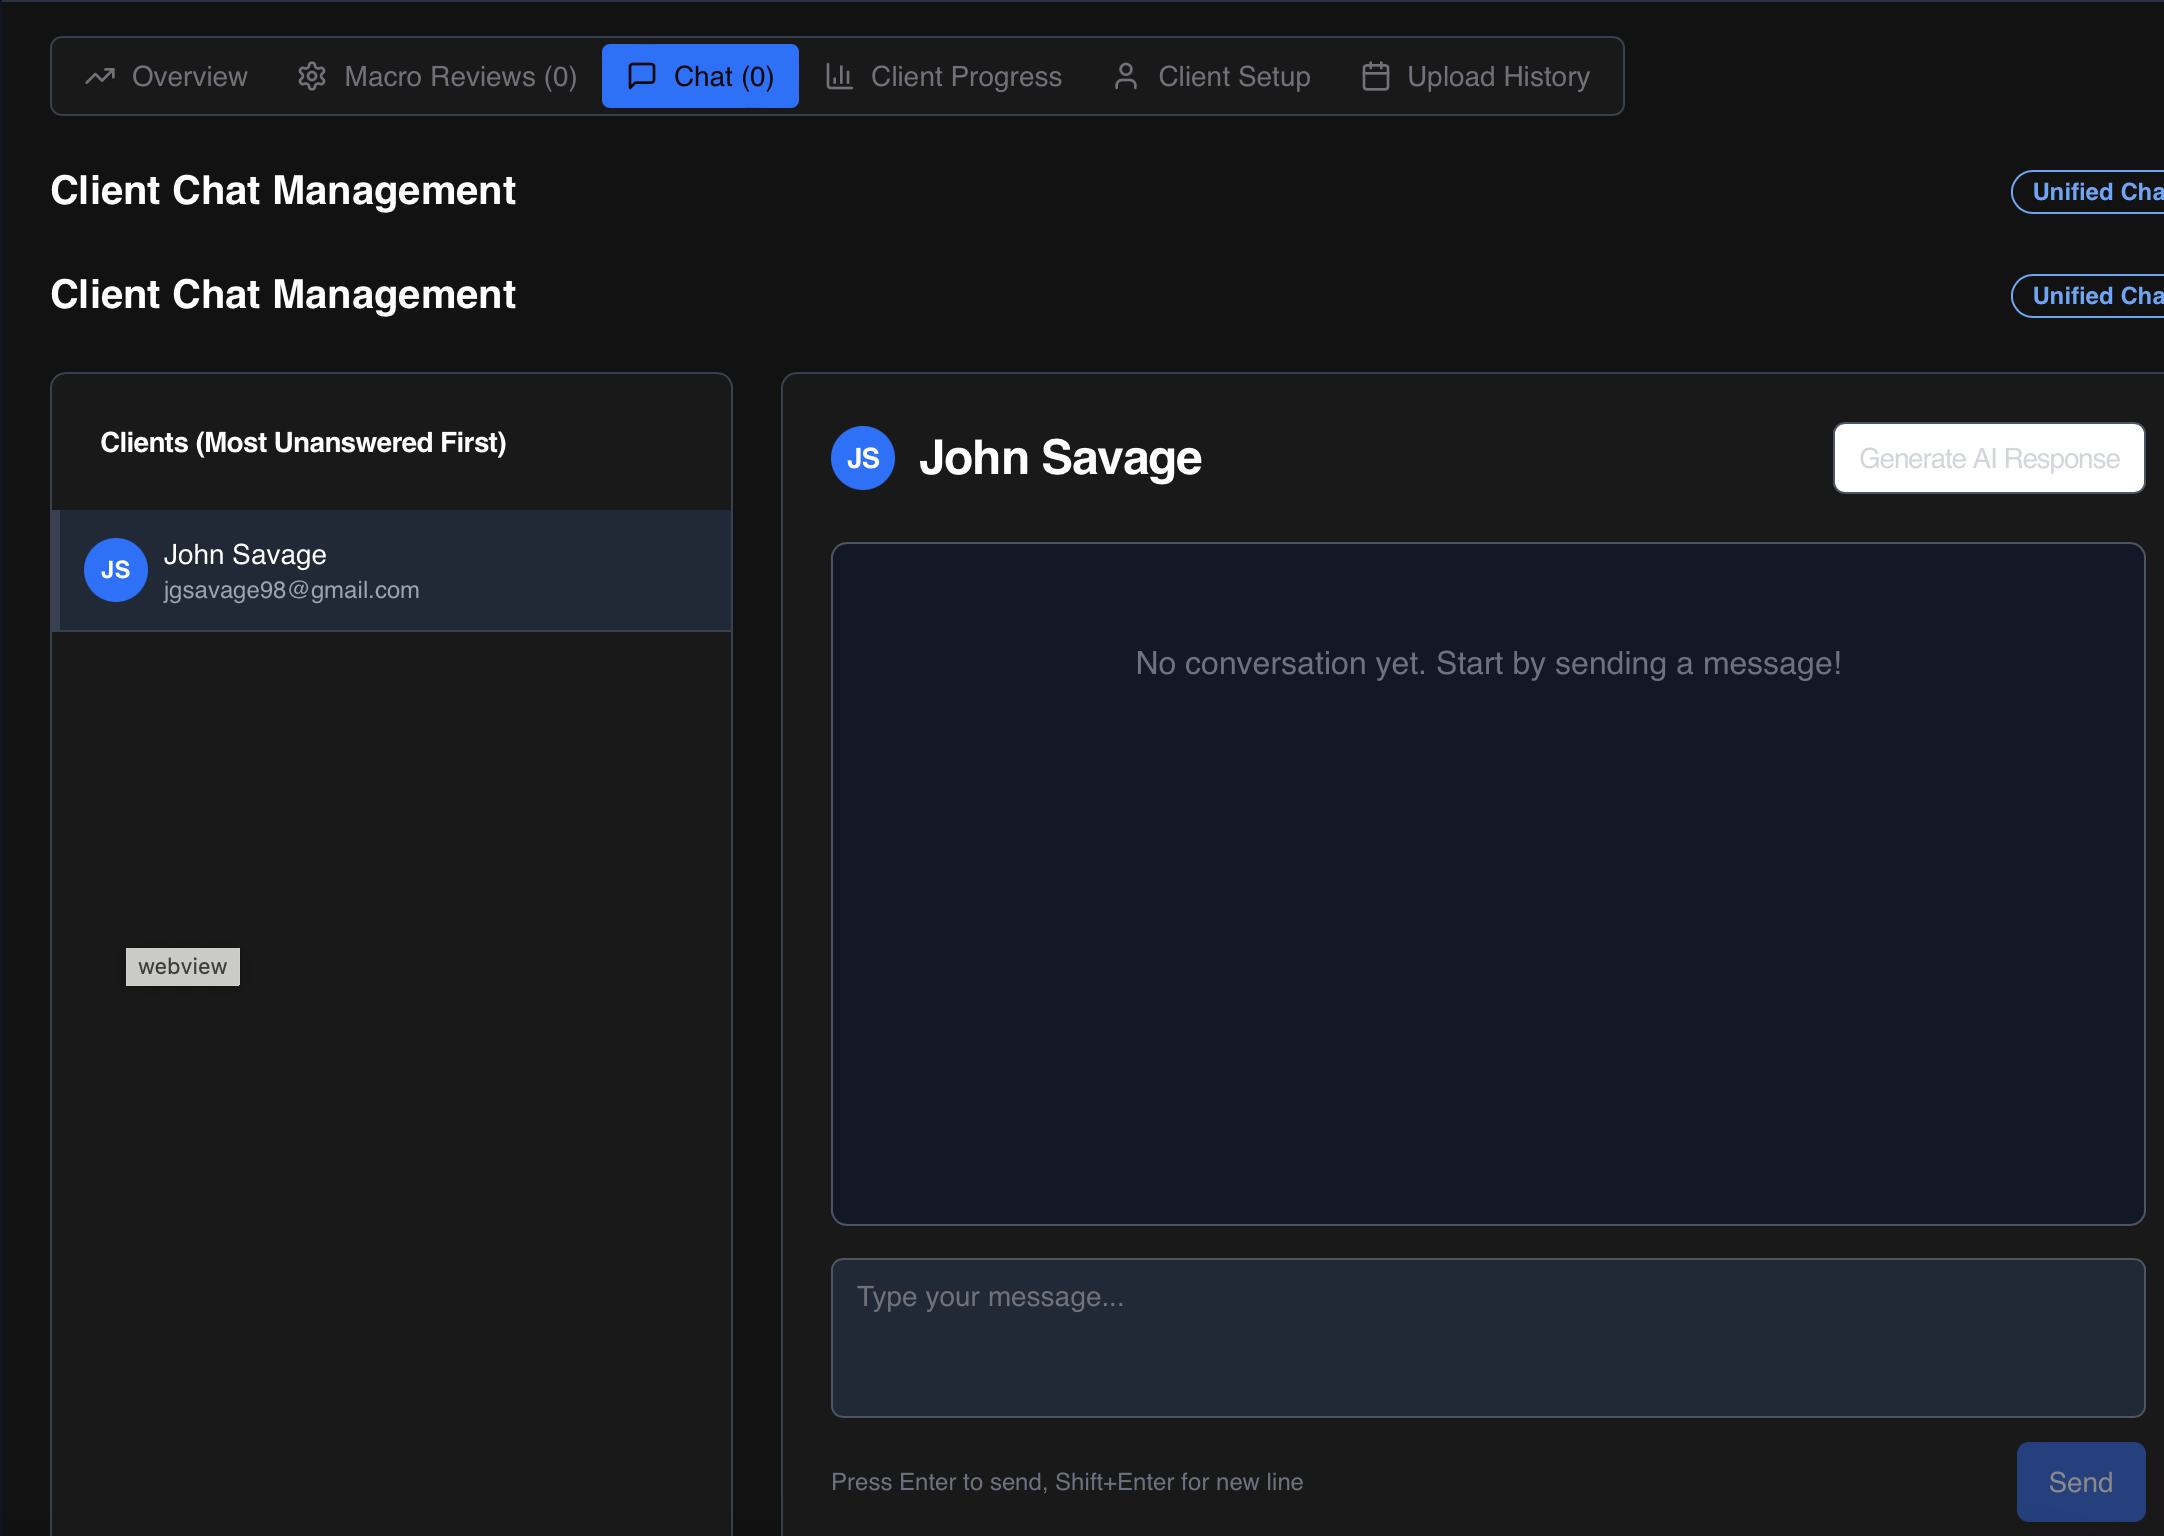 Overview
Macro Reviews (0)
Chat (0)
Client Progress
Client Setup
Upload History
Client Chat Management
Unified Cha
Client Chat Management
Unified Cha
Clients (Most Unanswered First)
JS
John Savage
jgsavage98@gmail.com
webview
JS
John Savage
Generate AI Response
No conversation yet. Start by sending a message!
Type your message...
Press Enter to send, Shift+Enter for new line
Send